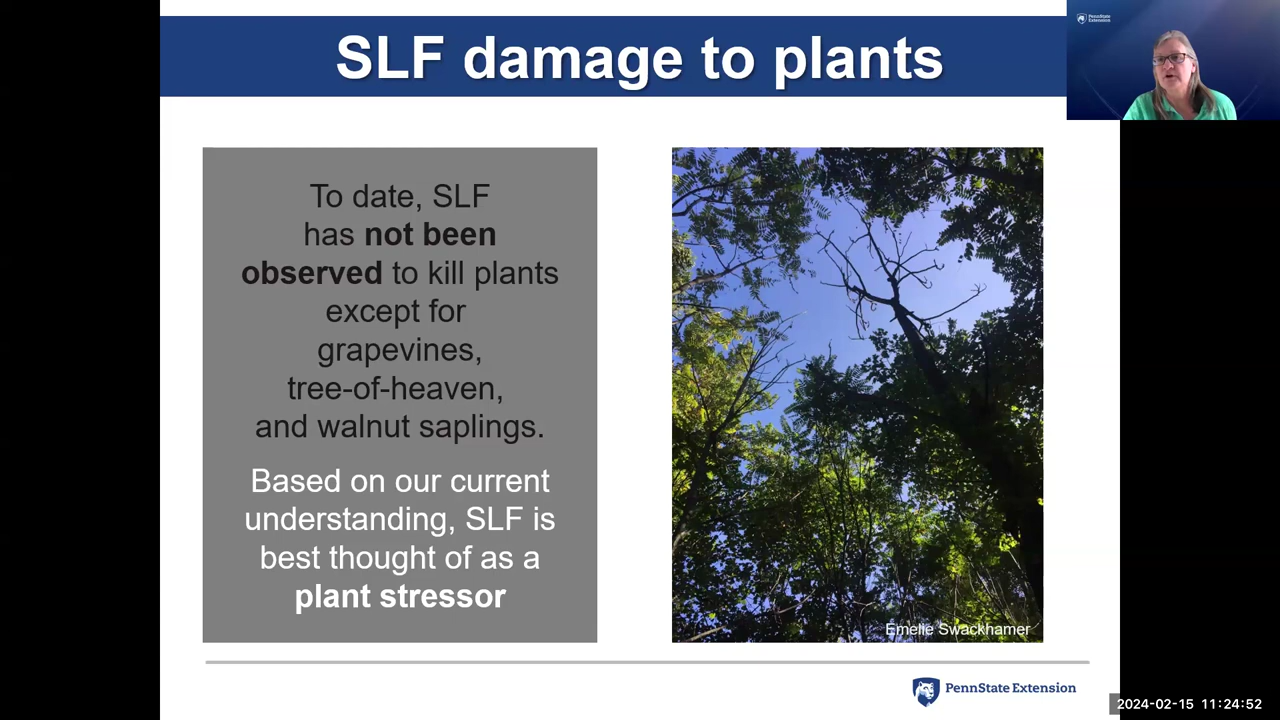 SLF damage to plants
PennState
Extension
To date, SLF
has not been
observed to kill plants
except for
grapevines,
tree-of-heaven,
and walnut saplings.
Based on our current
understanding, SLF is
best thought of as a
plant stressor
Emelie Swackhamer
PennState Extension
2024-02-15 11:24:52